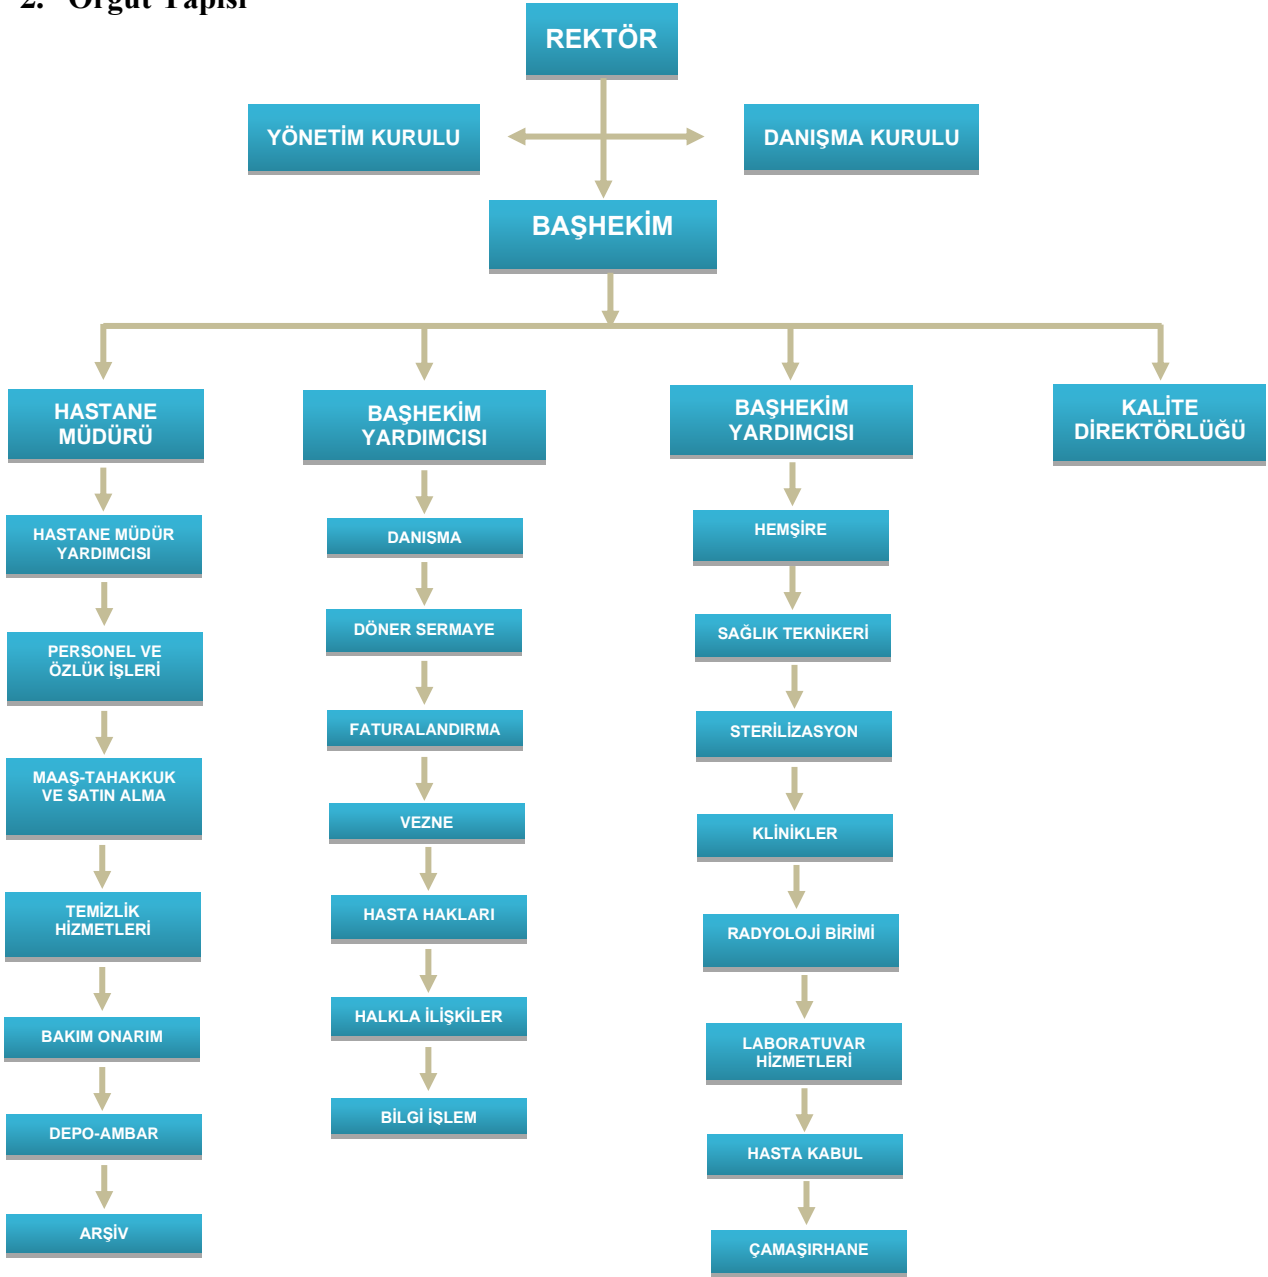 2. Örgüt Yapısı
REKTÖR
YÖNETİM KURULU
DANIŞMA KURULU
BAŞHEKİM
HASTANE
MÜDÜRÜ
HASTANE MÜDÜR
YARDIMCISI
PERSONEL VE
ÖZLÜK İŞLERİ
MAAŞ-TAHAKKUK
VE SATIN ALMA
TEMİZLİK
HİZMETLERİ
BAKIM ONARIM
DEPO-AMBAR
ARŞİV
BAŞHEKİM
YARDIMCISI
DANIŞMA
DÖNER SERMAYE
FATURALANDIRMA
VEZNE
HASTA HAKLARI
HALKLA İLİŞKİLER
BİLGİ İŞLEM
BAŞHEKİM
YARDIMCISI
HEMŞİRE
SAĞLIK TEKNİKERİ
STERİLİZASYON
KLİNİKLER
RADYOLOJİ BİRİMİ
LABORATUVAR
HİZMETLERİ
HASTA KABUL
ÇAMAŞIRHANE
KALİTE
DİREKTÖRLÜĞÜ